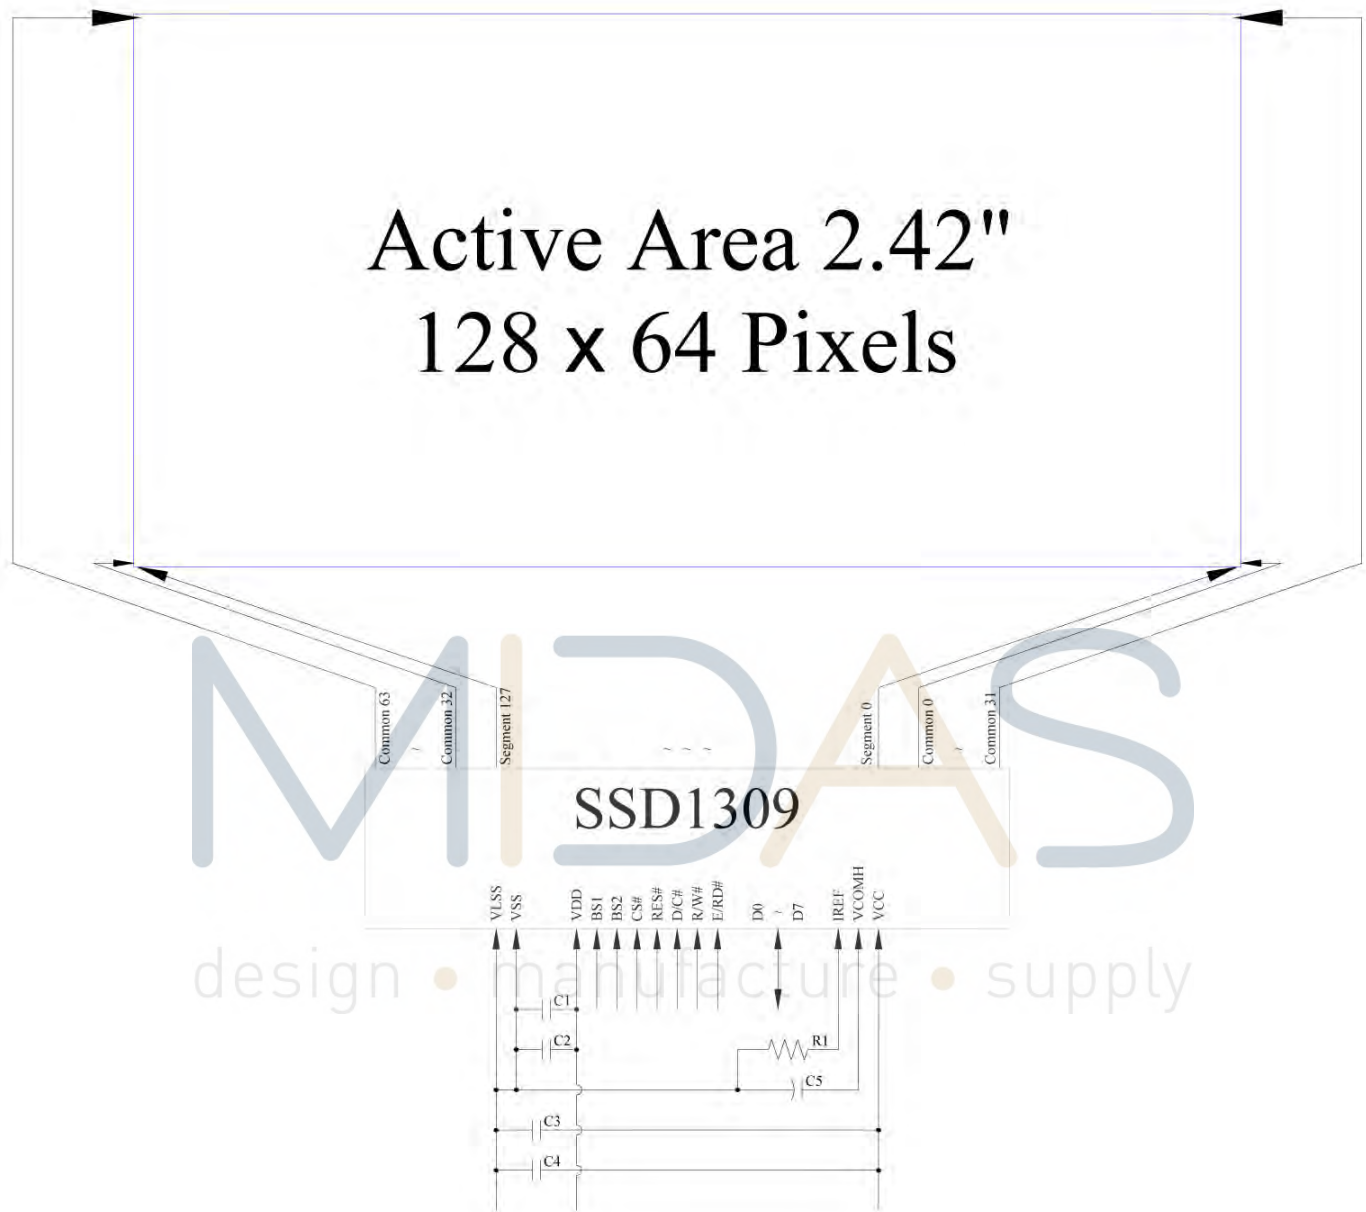 Active Area 2.42"
128 x 64 Pixels
MIDAS
design • manufacture • supply
Common 63
~
Common 32
Segment 127
~ ~ ~
Segment 0
Common 0
~
Common 31
SSD1309
VLSS
VSS
VDD
BS1
BS2
CS#
RES#
D/C#
R/W#
E/RD#
D0
~
D7
IREF
VCOMH
VCC
C1
C2
R1
C5
C3
C4